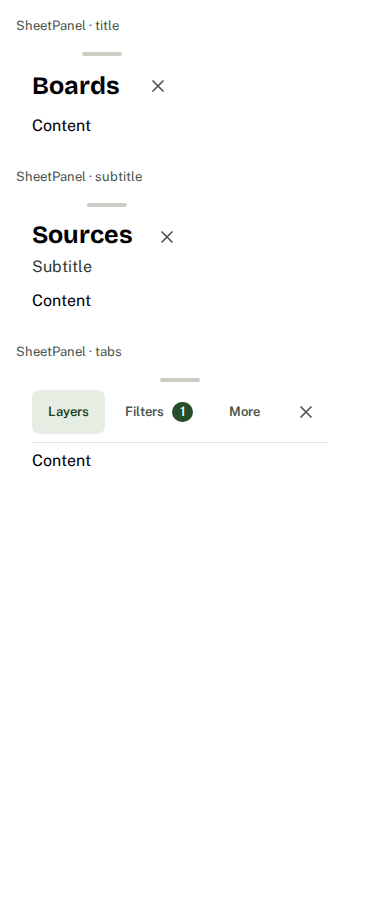 SheetPanel · title
Boards
Content
SheetPanel · subtitle
Sources
Subtitle
Content
SheetPanel · tabs
Layers Filters 1 More
Content